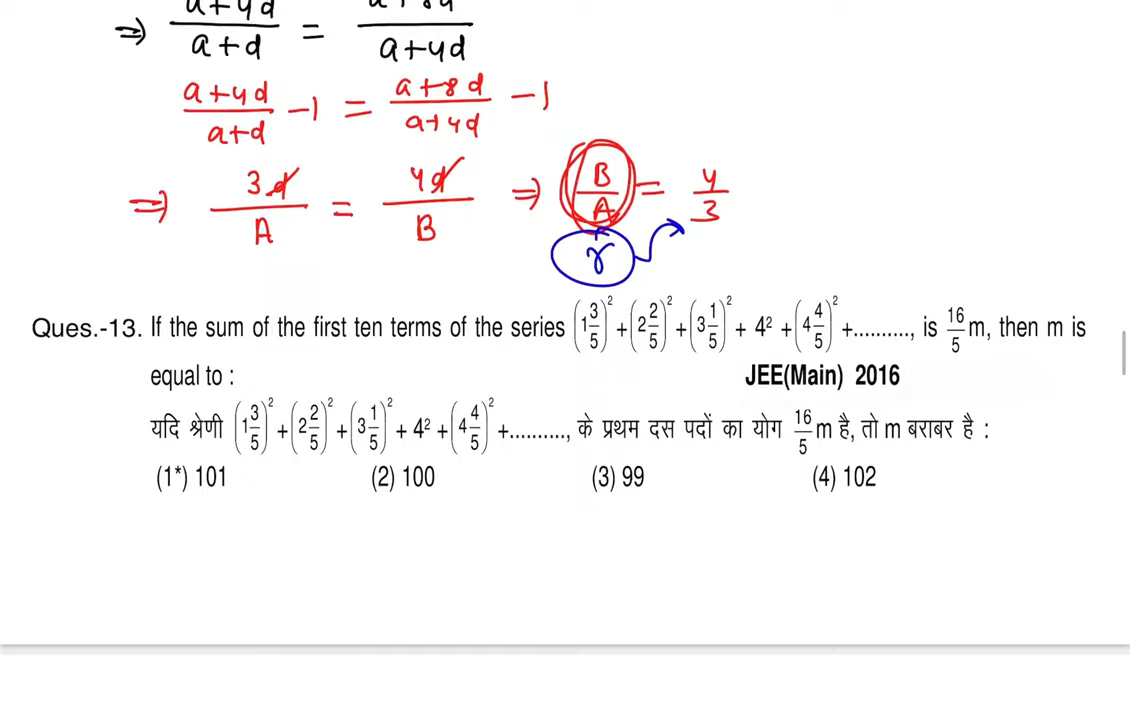 ⇒ a+4d / a+d = a+8d / a+4d
a+4d / a+d − 1 = a+8d / a+4d − 1
⇒ 3d / A = 4d / B ⇒ B / A = 4 / 3
r
Ques.-13. If the sum of the first ten terms of the series (1 3/5)² + (2 2/5)² + (3 1/5)² + 4² + (4 4/5)² +.........., is 16/5 m, then m is
equal to : JEE(Main) 2016
यदि श्रेणी (1 3/5)² + (2 2/5)² + (3 1/5)² + 4² + (4 4/5)² +.........., के प्रथम दस पदों का योग 16/5 m है, तो m बराबर है :
(1*) 101 (2) 100 (3) 99 (4) 102